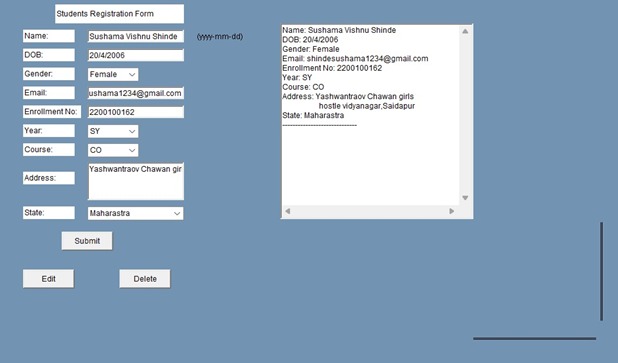 Students Registration Form
Name: Sushama Vishnu Shinde (yyyy-mm-dd)
DOB: 20/4/2006
Gender: Female
Email: ushama1234@gmail.com
Enrollment No: 2200100162
Year: SY
Course: CO
Address: Yashwantraov Chawan gir
State: Maharastra
Submit
Edit Delete
Name: Sushama Vishnu Shinde
DOB: 20/4/2006
Gender: Female
Email: shindesushama1234@gmail.com
Enrollment No: 2200100162
Year: SY
Course: CO
Address: Yashwantraov Chawan girls
hostle vidyanagar,Saidapur
State: Maharastra
----------------------------